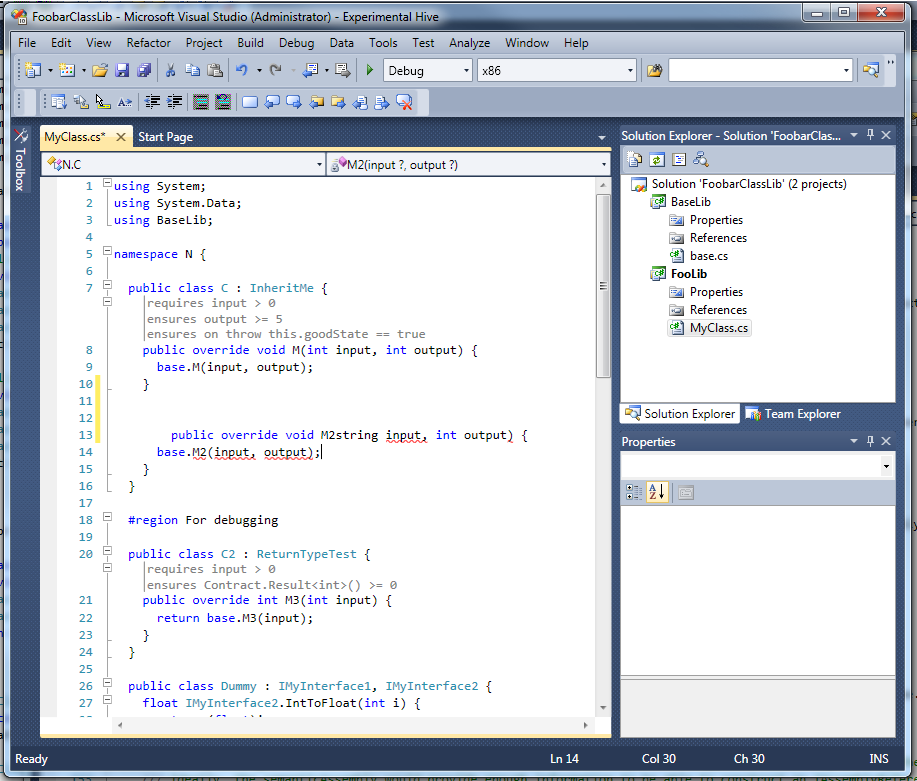 FoobarClassLib - Microsoft Visual Studio (Administrator) - Experimental Hive
File Edit View Refactor Project Build Debug Data Tools Test Analyze Window Help
Debug x86
Toolbox
MyClass.cs* Start Page
N.C M2(input ?, output ?)
1 using System;
2 using System.Data;
3 using BaseLib;
4
5 namespace N {
6
7 public class C : InheritMe {
requires input > 0
ensures output >= 5
ensures on throw this.goodState == true
8 public override void M(int input, int output) {
9 base.M(input, output);
10 }
11
12
13 public override void M2string input, int output) {
14 base.M2(input, output);
15 }
16 }
17
18 #region For debugging
19
20 public class C2 : ReturnTypeTest {
requires input > 0
ensures Contract.Result<int>() >= 0
21 public override int M3(int input) {
22 return base.M3(input);
23 }
24 }
25
26 public class Dummy : IMyInterface1, IMyInterface2 {
27 float IMyInterface2.IntToFloat(int i) {
Solution Explorer - Solution 'FoobarClas...
Solution 'FoobarClassLib' (2 projects)
BaseLib
Properties
References
base.cs
FooLib
Properties
References
MyClass.cs
Solution Explorer Team Explorer
Properties
Ready Ln 14 Col 30 Ch 30 INS